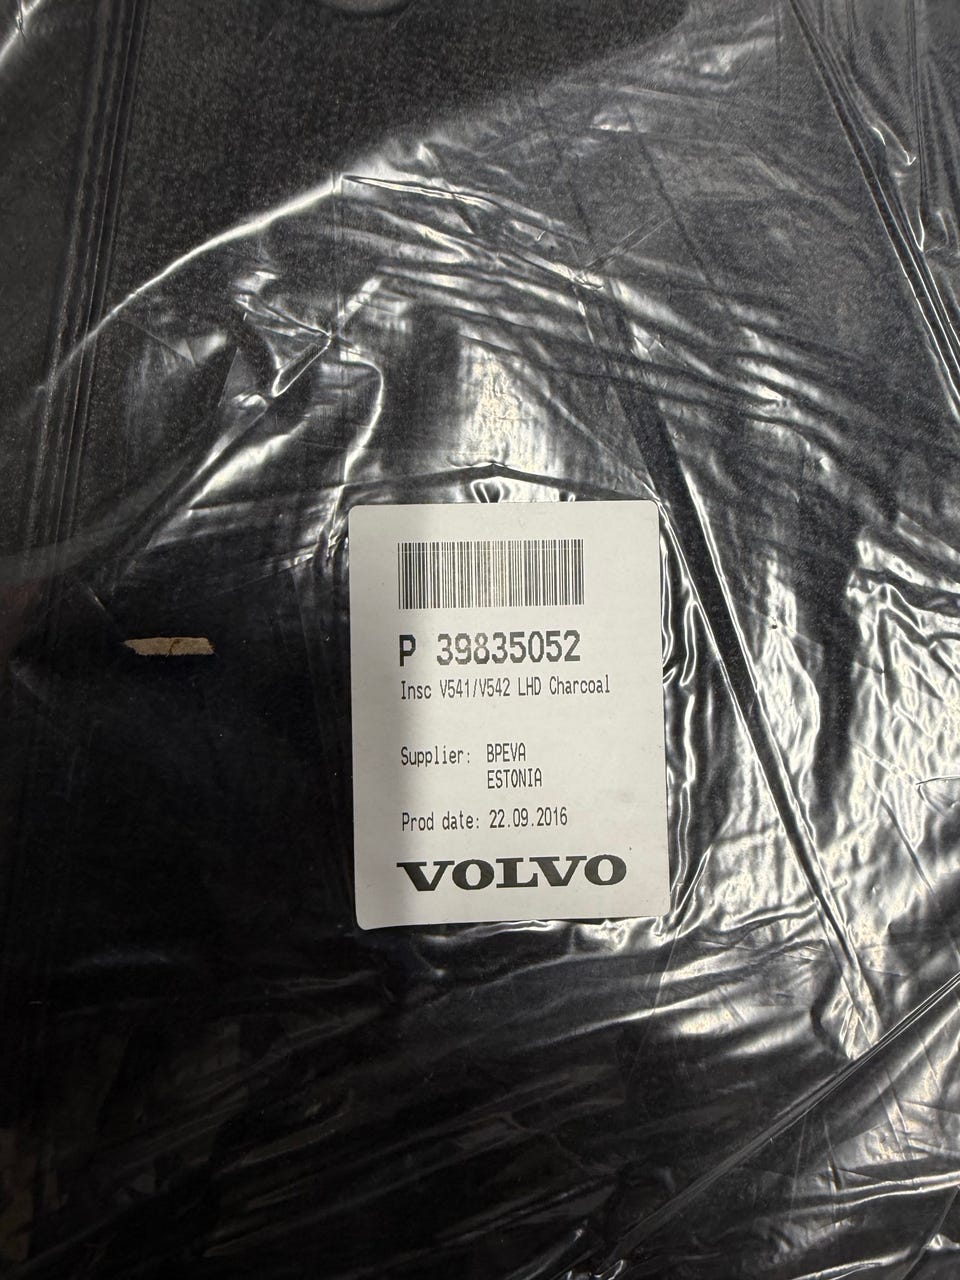 P 39835052
Insc V541/V542 LHD Charcoal
Supplier: BPEVA
ESTONIA
Prod date: 22.09.2016
VOLVO